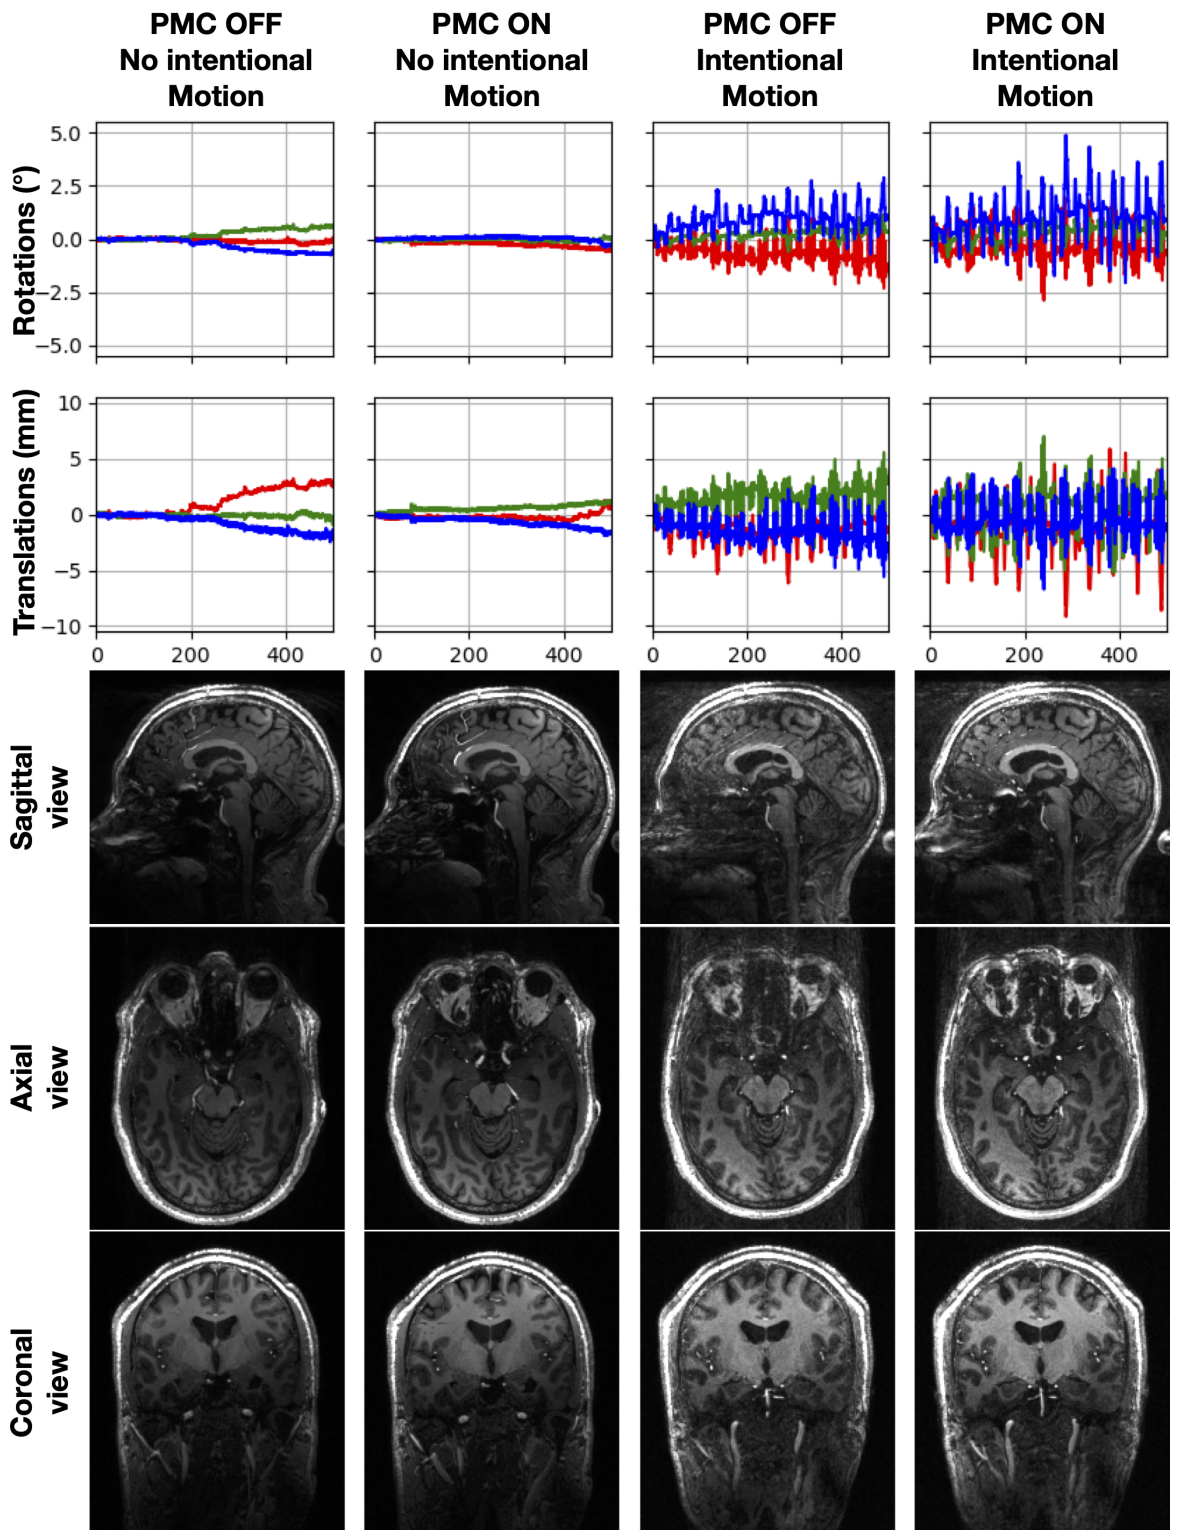 PMC OFF
No intentional
Motion
PMC ON
No intentional
Motion
PMC OFF
Intentional
Motion
PMC ON
Intentional
Motion
Rotations (°)
5.0
2.5
0.0
−2.5
−5.0
Translations (mm)
10
5
0
−5
−10
0 200 400
0 200 400
0 200 400
0 200 400
Sagittal
view
Axial
view
Coronal
view